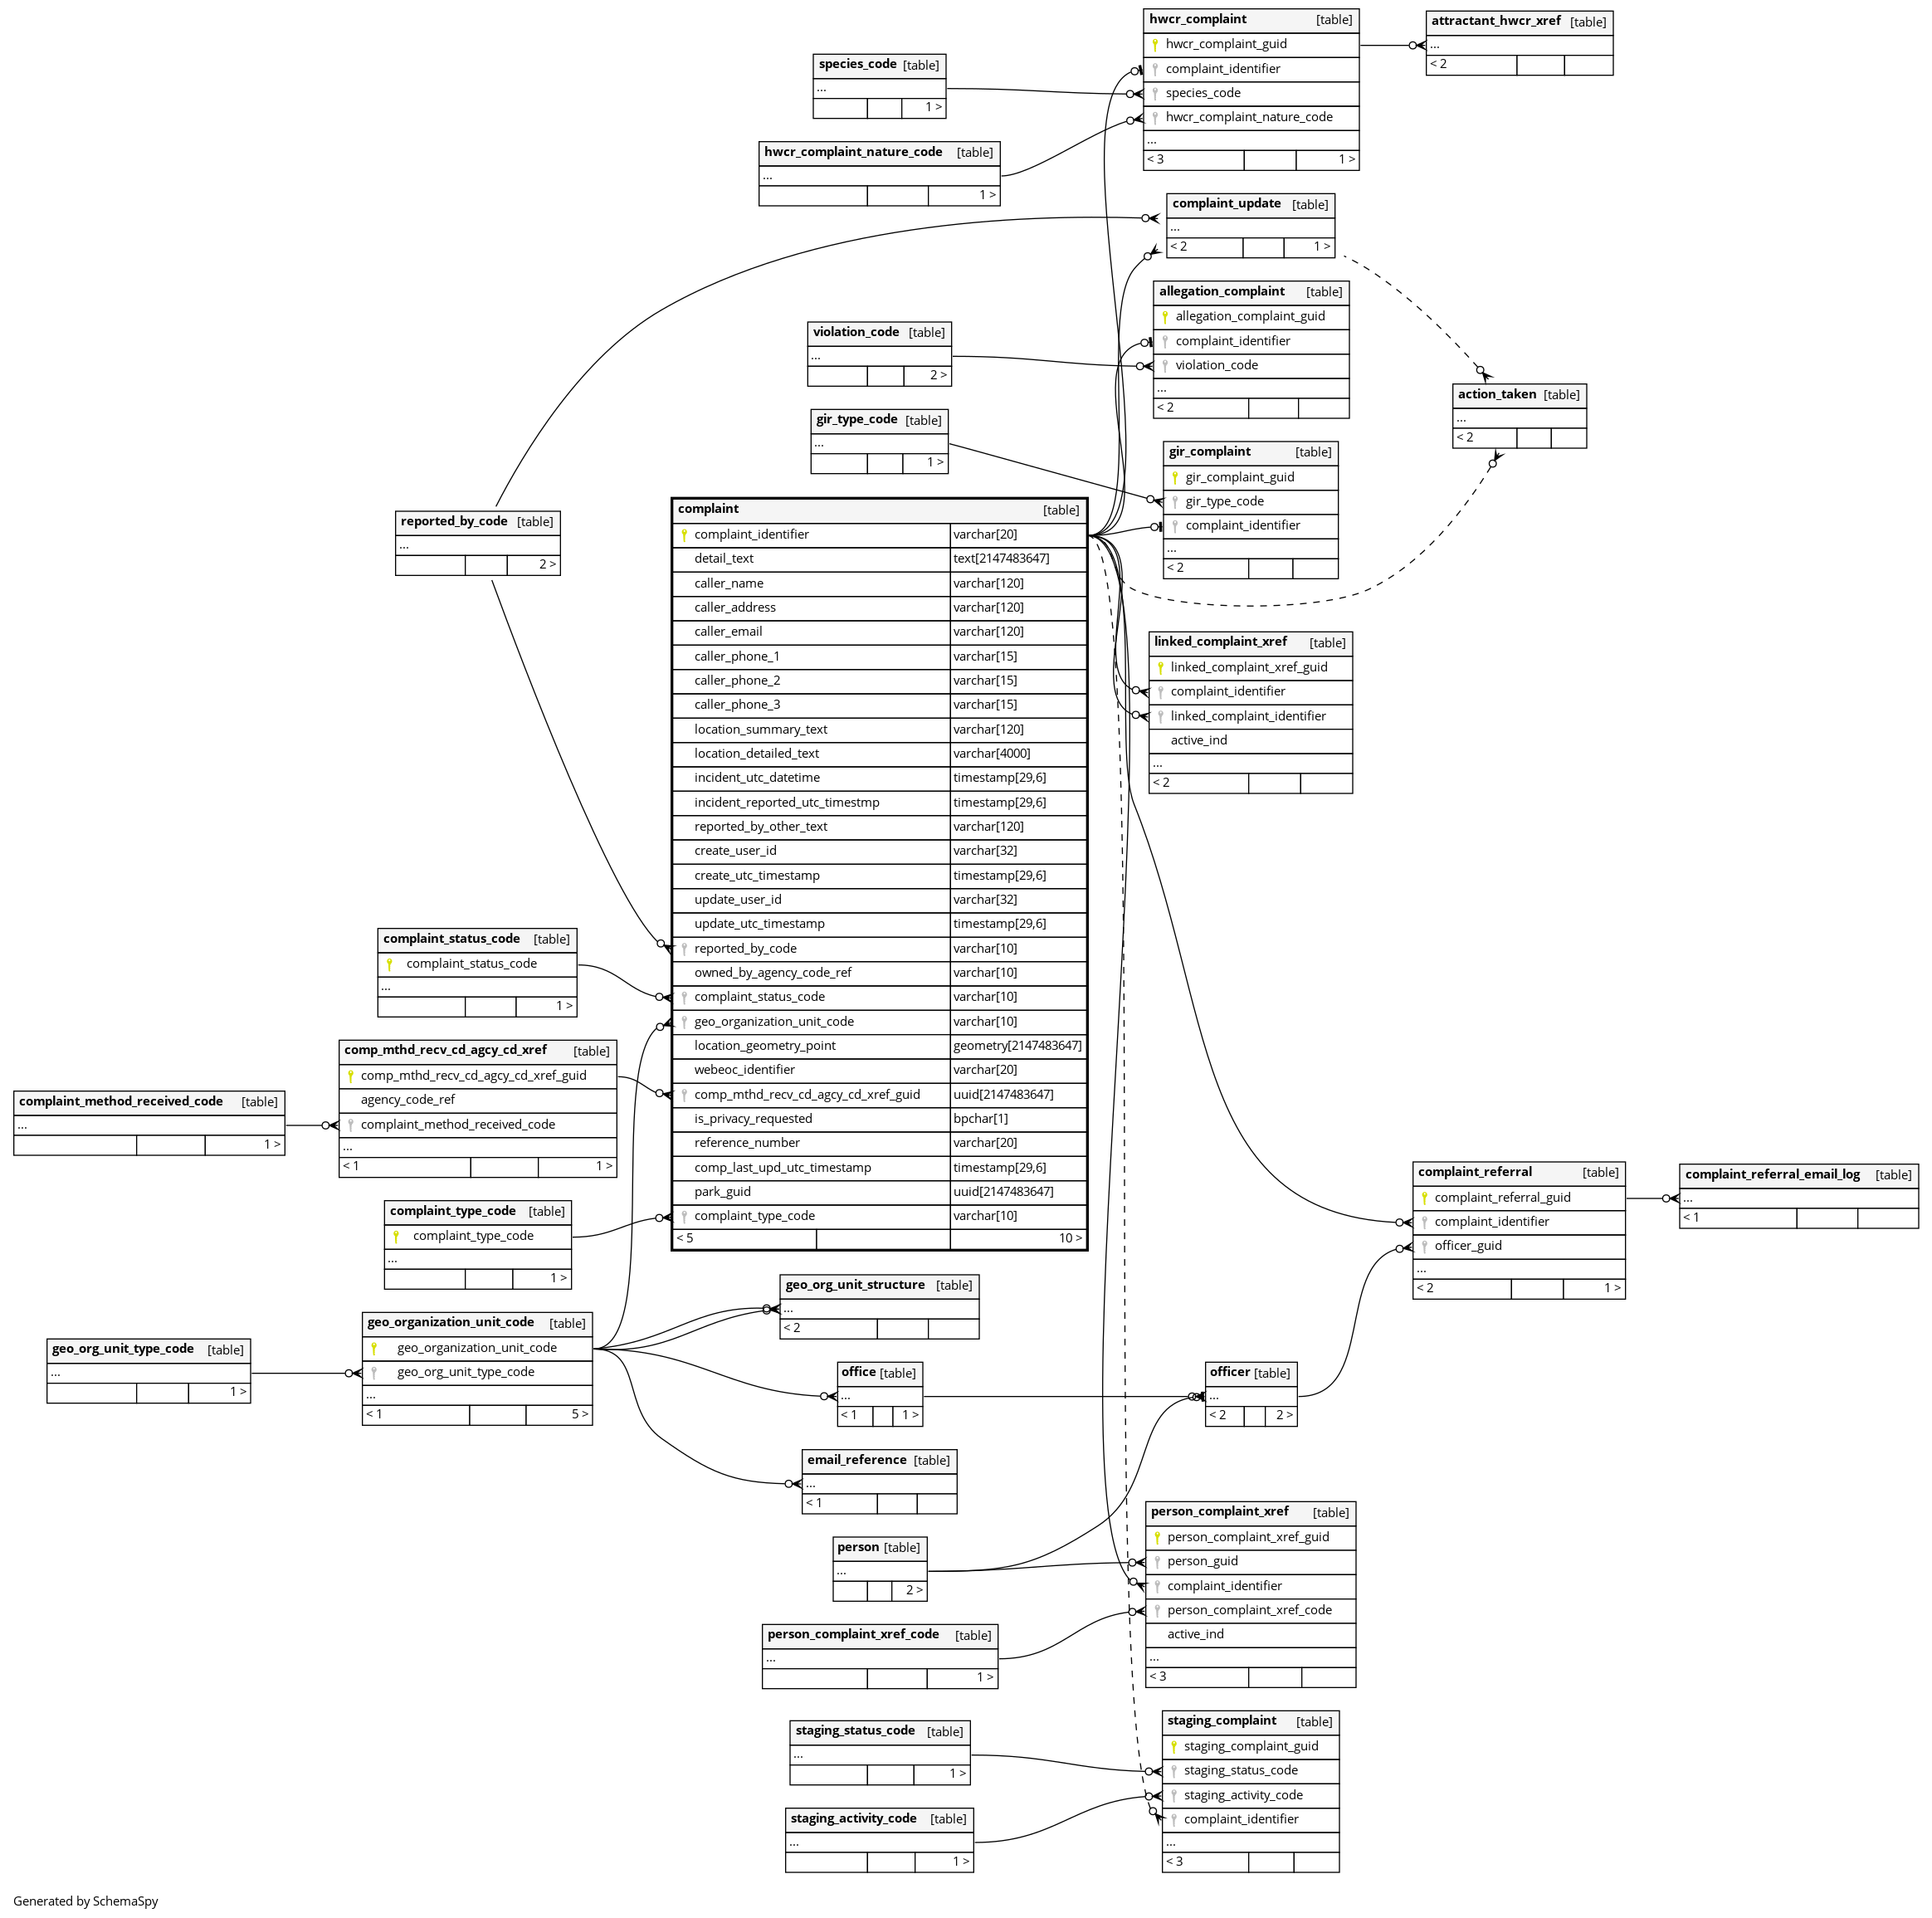 hwcr_complaint [table]
hwcr_complaint_guid
complaint_identifier
species_code
hwcr_complaint_nature_code
...
< 3 1 >
attractant_hwcr_xref [table]
...
< 2
species_code [table]
...
1 >
hwcr_complaint_nature_code [table]
...
1 >
complaint_update [table]
...
< 2 1 >
allegation_complaint [table]
allegation_complaint_guid
complaint_identifier
violation_code
...
< 2
violation_code [table]
...
2 >
action_taken [table]
...
< 2
gir_type_code [table]
...
1 >
gir_complaint [table]
gir_complaint_guid
gir_type_code
complaint_identifier
...
< 2
reported_by_code [table]
...
2 >
complaint [table]
complaint_identifier varchar[20]
detail_text text[2147483647]
caller_name varchar[120]
caller_address varchar[120]
caller_email varchar[120]
caller_phone_1 varchar[15]
caller_phone_2 varchar[15]
caller_phone_3 varchar[15]
location_summary_text varchar[120]
location_detailed_text varchar[4000]
incident_utc_datetime timestamp[29,6]
incident_reported_utc_timestmp timestamp[29,6]
reported_by_other_text varchar[120]
create_user_id varchar[32]
create_utc_timestamp timestamp[29,6]
update_user_id varchar[32]
update_utc_timestamp timestamp[29,6]
reported_by_code varchar[10]
owned_by_agency_code_ref varchar[10]
complaint_status_code varchar[10]
geo_organization_unit_code varchar[10]
location_geometry_point geometry[2147483647]
webeoc_identifier varchar[20]
comp_mthd_recv_cd_agcy_cd_xref_guid uuid[2147483647]
is_privacy_requested bpchar[1]
reference_number varchar[20]
comp_last_upd_utc_timestamp timestamp[29,6]
park_guid uuid[2147483647]
complaint_type_code varchar[10]
< 5 10 >
linked_complaint_xref [table]
linked_complaint_xref_guid
complaint_identifier
linked_complaint_identifier
active_ind
...
< 2
complaint_status_code [table]
complaint_status_code
...
1 >
comp_mthd_recv_cd_agcy_cd_xref [table]
comp_mthd_recv_cd_agcy_cd_xref_guid
agency_code_ref
complaint_method_received_code
...
< 1 1 >
complaint_method_received_code [table]
...
1 >
complaint_type_code [table]
complaint_type_code
...
1 >
complaint_referral [table]
complaint_referral_guid
complaint_identifier
officer_guid
...
< 2 1 >
complaint_referral_email_log [table]
...
< 1
geo_org_unit_structure [table]
...
< 2
geo_organization_unit_code [table]
geo_organization_unit_code
geo_org_unit_type_code
...
< 1 5 >
geo_org_unit_type_code [table]
...
1 >
office [table]
...
< 1 1 >
officer [table]
...
< 2 2 >
email_reference [table]
...
< 1
person [table]
...
2 >
person_complaint_xref [table]
person_complaint_xref_guid
person_guid
complaint_identifier
person_complaint_xref_code
active_ind
...
< 3
person_complaint_xref_code [table]
...
1 >
staging_status_code [table]
...
1 >
staging_complaint [table]
staging_complaint_guid
staging_status_code
staging_activity_code
complaint_identifier
...
< 3
staging_activity_code [table]
...
1 >
Generated by SchemaSpy